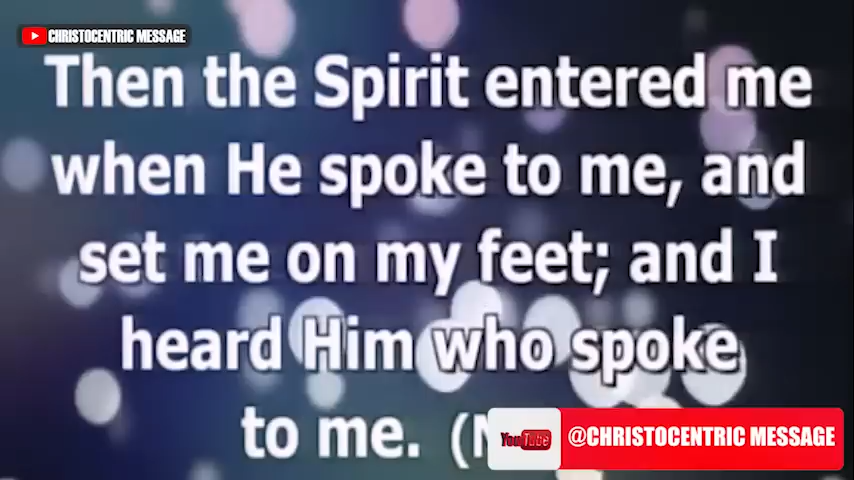 CHRISTOCENTRIC MESSAGE
Then the Spirit entered me
when He spoke to me, and
set me on my feet; and I
heard Him who spoke
to me. (N
YouTube @CHRISTOCENTRIC MESSAGE